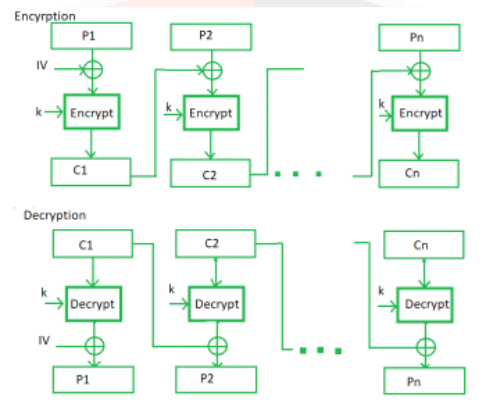 Encyrption
P1 P2 Pn
IV
k Encrypt k Encrypt k Encrypt
C1 C2 Cn
Decryption
C1 C2 Cn
k Decrypt k Decrypt k Decrypt
IV
P1 P2 Pn